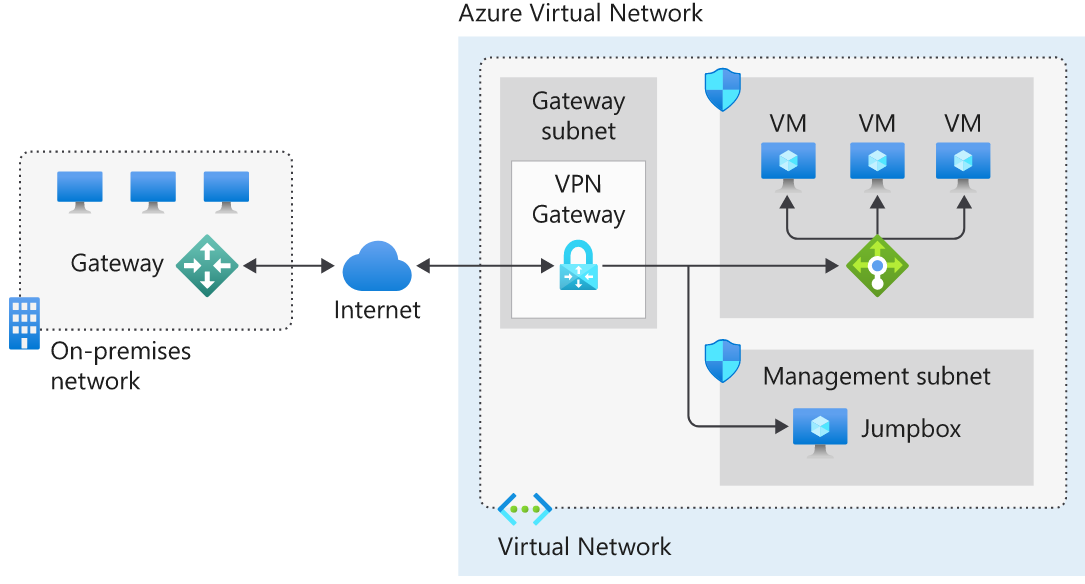 Azure Virtual Network
Gateway
subnet
VPN
Gateway
VM
VM
VM
Gateway
Internet
On-premises
network
Management subnet
Jumpbox
Virtual Network